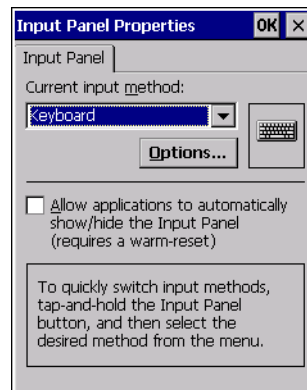 Input Panel Properties OK ×
Input Panel
Current input method:
Keyboard
Options...
Allow applications to automatically
show/hide the Input Panel
(requires a warm-reset)
To quickly switch input methods,
tap-and-hold the Input Panel
button, and then select the
desired method from the menu.